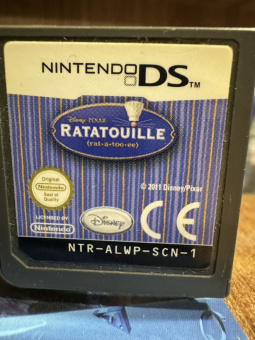 NINTENDO DS™
Disney • PIXAR
RATATOUILLE
(rat•a•too•ee)
© 2011 Disney/Pixar
Original
Nintendo
Seal of
Quality
LICENSED BY
Nintendo
Disney
CE
NTR-ALWP-SCN-1